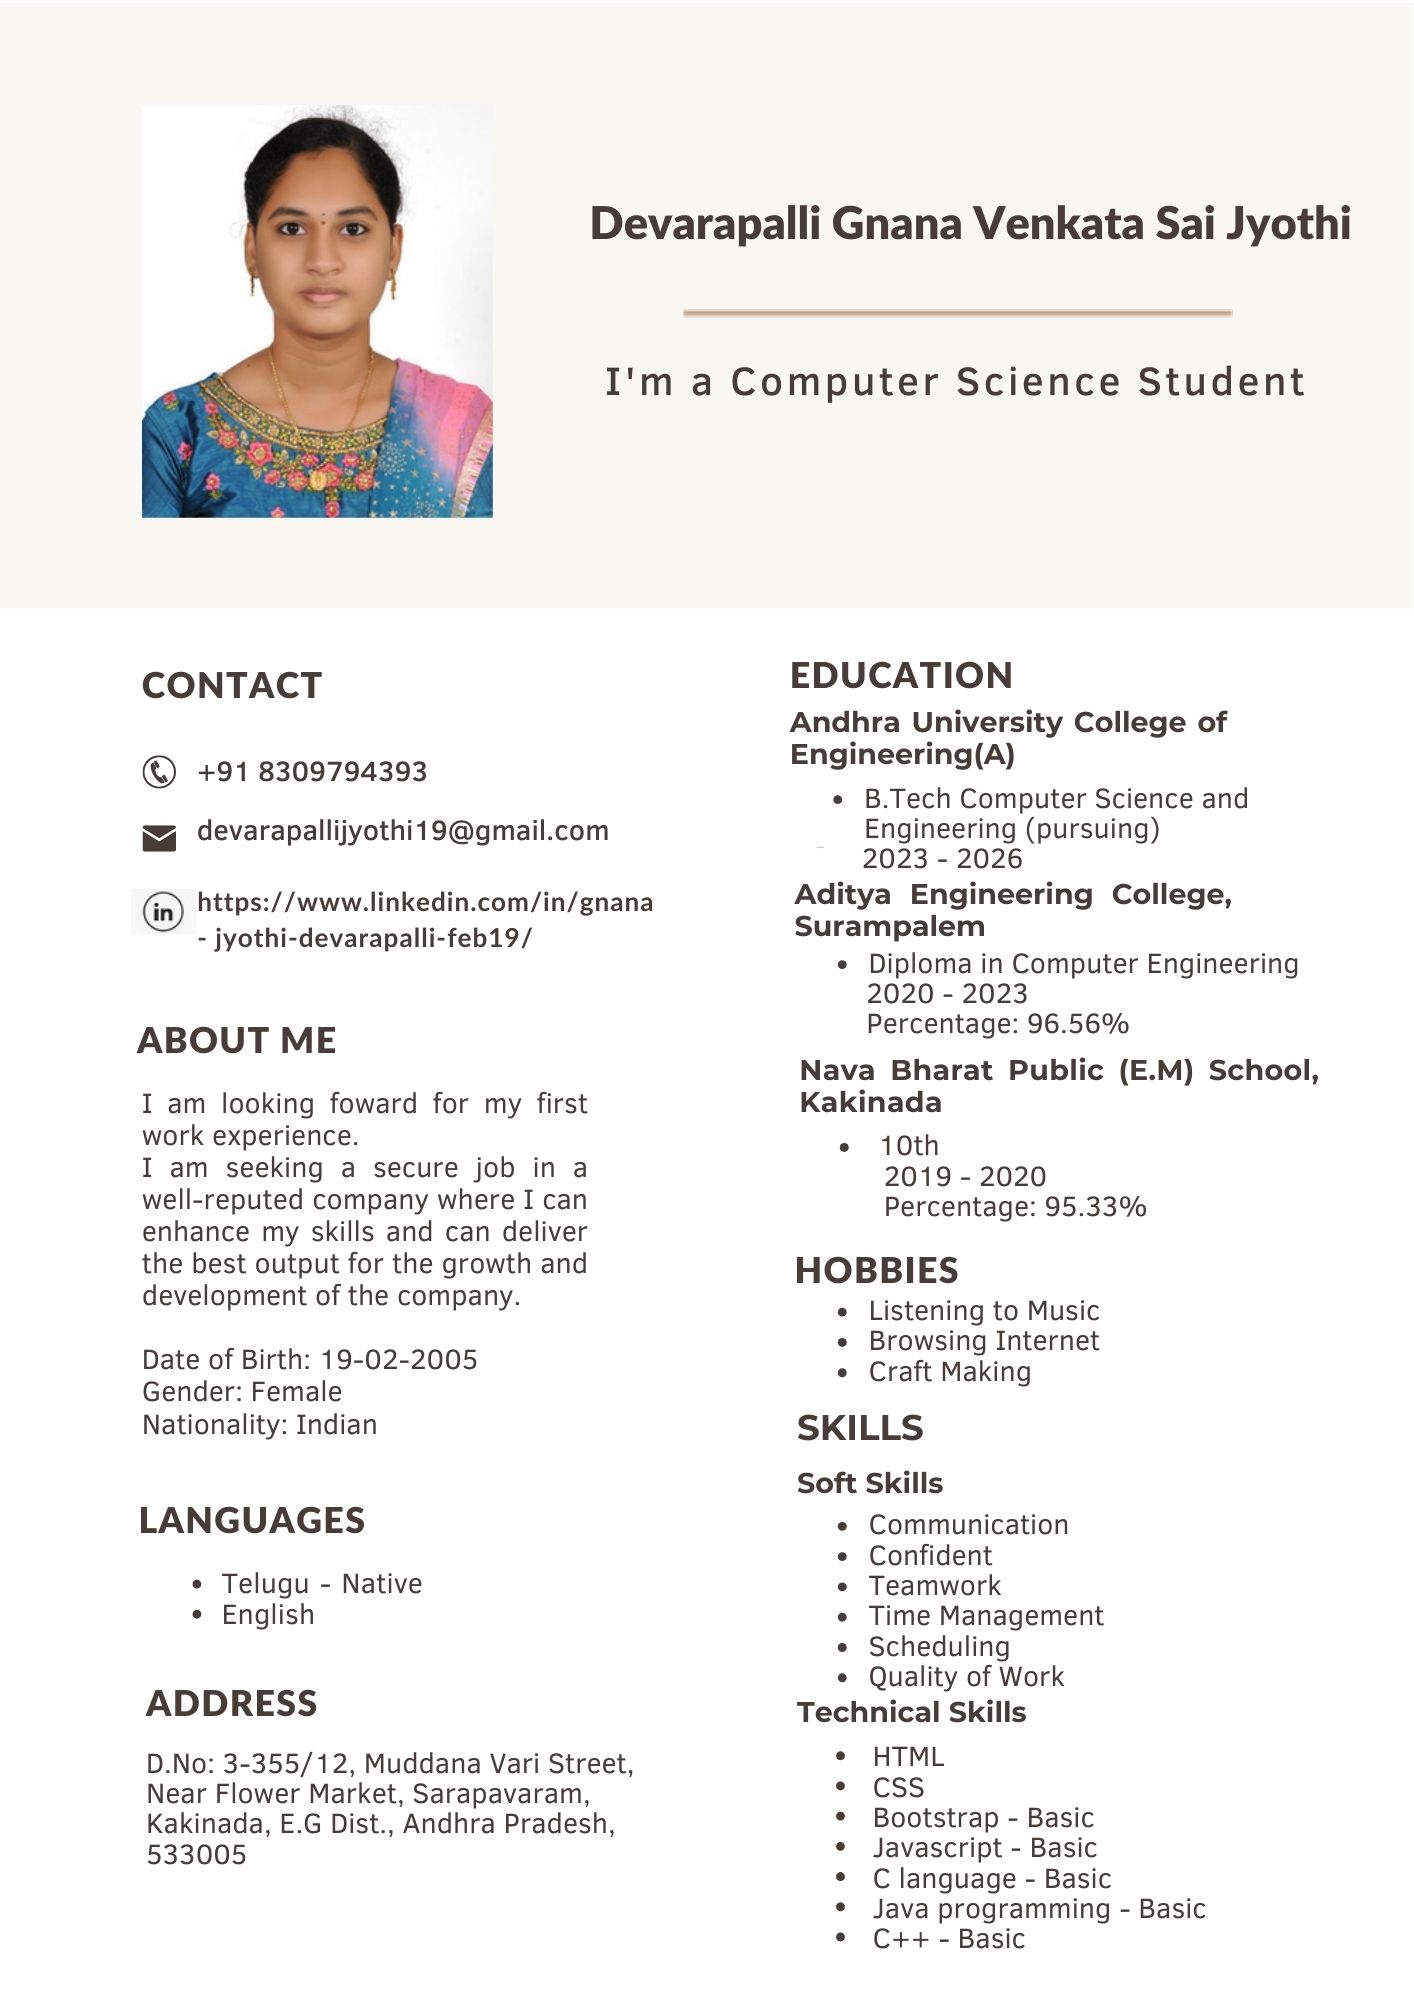 Devarapalli Gnana Venkata Sai Jyothi
I'm a Computer Science Student
CONTACT
+91 8309794393
devarapallijyothi19@gmail.com
in
https://www.linkedin.com/in/gnana
- jyothi-devarapalli-feb19/
ABOUT ME
I am looking foward for my first
work experience.
I am seeking a secure job in a
well-reputed company where I can
enhance my skills and can deliver
the best output for the growth and
development of the company.
Date of Birth: 19-02-2005
Gender: Female
Nationality: Indian
LANGUAGES
• Telugu - Native
• English
ADDRESS
D.No: 3-355/12, Muddana Vari Street,
Near Flower Market, Sarapavaram,
Kakinada, E.G Dist., Andhra Pradesh,
533005
EDUCATION
Andhra University College of
Engineering(A)
• B.Tech Computer Science and
Engineering (pursuing)
2023 - 2026
Aditya Engineering College,
Surampalem
• Diploma in Computer Engineering
2020 - 2023
Percentage: 96.56%
Nava Bharat Public (E.M) School,
Kakinada
• 10th
2019 - 2020
Percentage: 95.33%
HOBBIES
• Listening to Music
• Browsing Internet
• Craft Making
SKILLS
Soft Skills
• Communication
• Confident
• Teamwork
• Time Management
• Scheduling
• Quality of Work
Technical Skills
• HTML
• CSS
• Bootstrap - Basic
• Javascript - Basic
• C language - Basic
• Java programming - Basic
• C++ - Basic